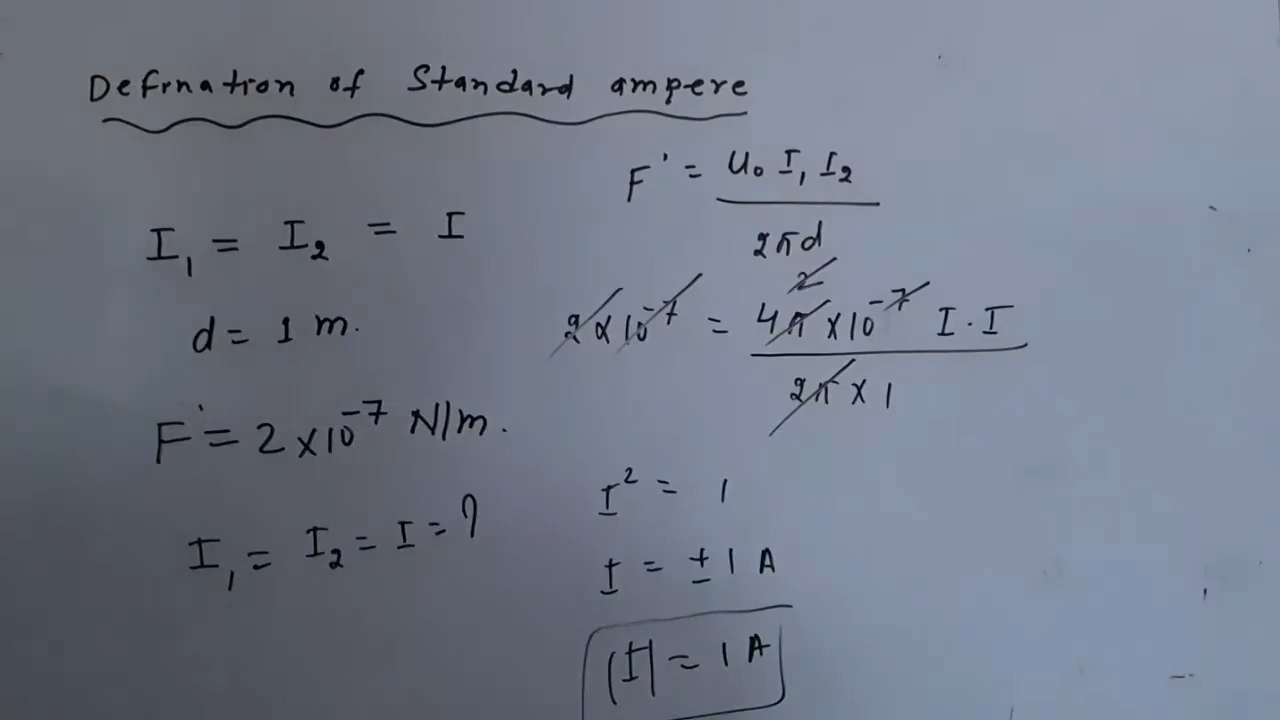 Defination of Standard ampere
I₁ = I₂ = I
d = 1 m.
F' = 2 × 10⁻⁷ N/m.
I₁ = I₂ = I = ?
F' = u₀ I₁ I₂ / 2πd
2 × 10⁻⁷ = 4π × 10⁻⁷ I · I / 2π × 1
2
I² = 1
I = ± 1 A
|I| = 1 A